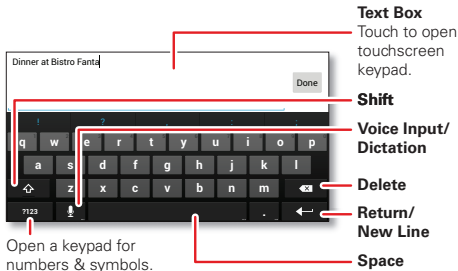 Text Box
Touch to open
touchscreen
keypad.
Dinner at Bistro Fanta
Done
Shift
! ? , : ;
q w e r t y u i o p
Voice Input/
Dictation
a s d f g h j k l
z x c v b n m
Delete
?123 .
Return/
New Line
Open a keypad for
numbers & symbols.
Space